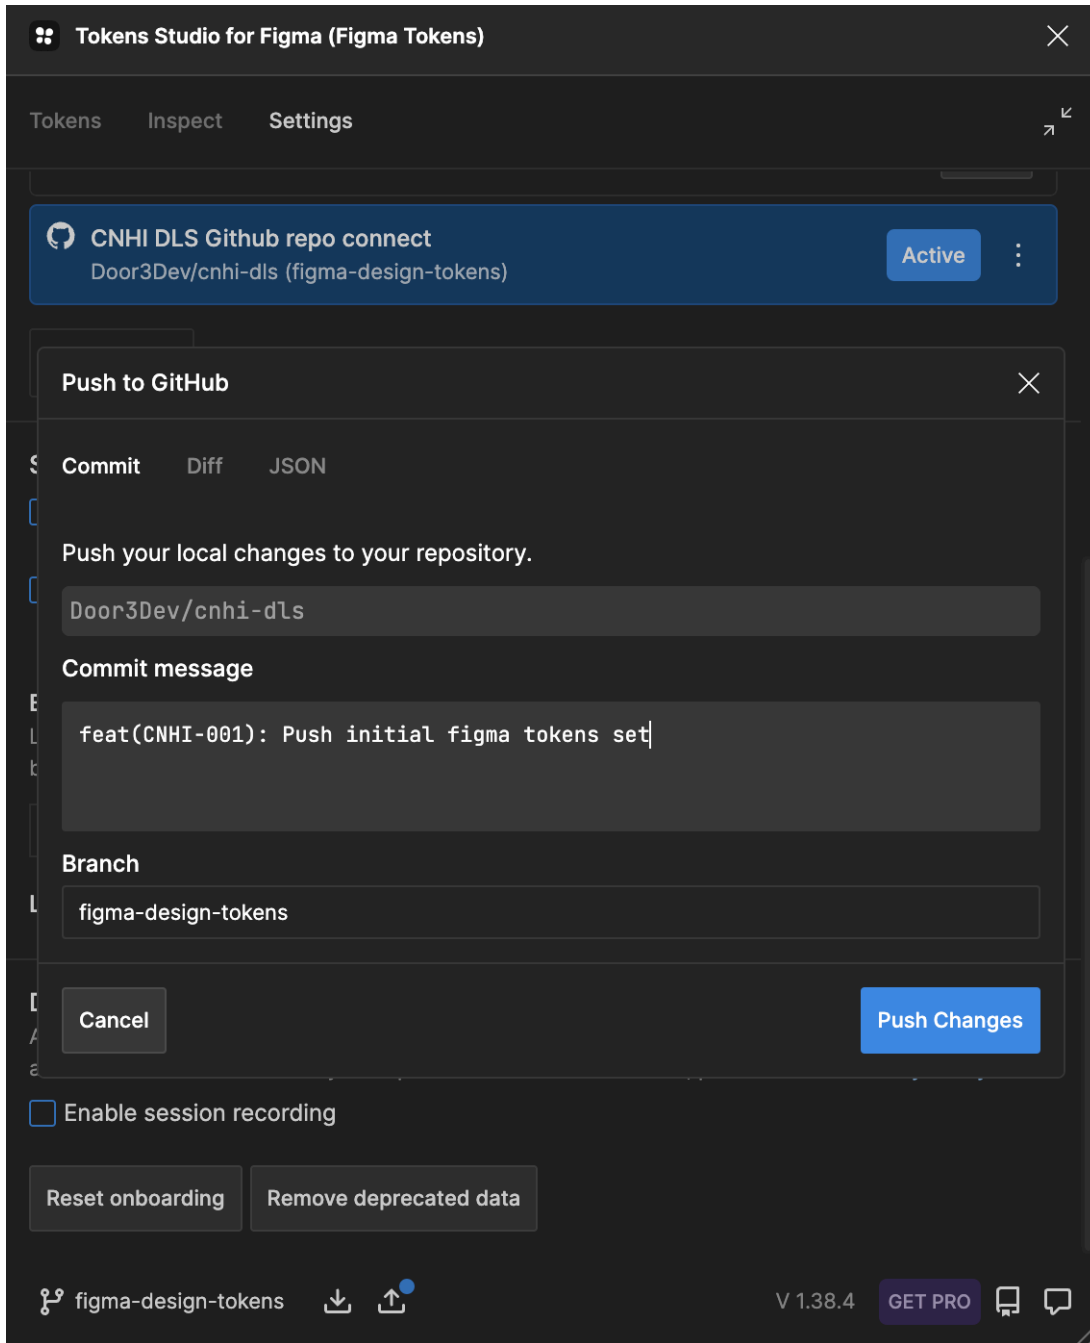 Tokens Studio for Figma (Figma Tokens)
Tokens
Inspect
Settings
CNHI DLS Github repo connect
Door3Dev/cnhi-dls (figma-design-tokens)
Active
Push to GitHub
Commit
Diff
JSON
Push your local changes to your repository.
Door3Dev/cnhi-dls
Commit message
feat(CNHI-001): Push initial figma tokens set
Branch
figma-design-tokens
Cancel
Push Changes
Enable session recording
Reset onboarding
Remove deprecated data
figma-design-tokens
V 1.38.4
GET PRO